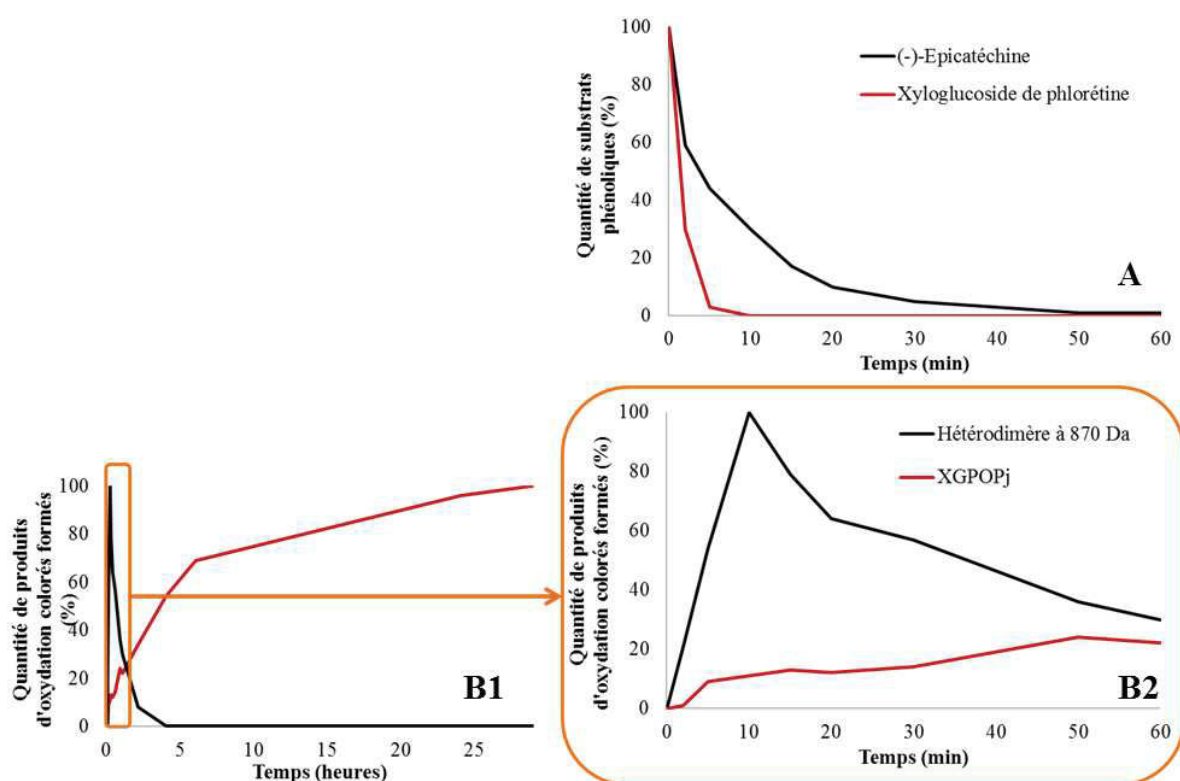 Quantité de substrats
phénoliques (%)
100
80
60
40
20
0
(-)-Epicatéchine
Xyloglucoside de phlorétine
A
0 10 20 30 40 50 60
Temps (min)
Quantité de produits
d'oxydation colorés formés
(%)
100
80
60
40
20
0
B1
0 5 10 15 20 25
Temps (heures)
Quantité de produits
d'oxydation colorés formés (%)
100
80
60
40
20
0
Hétérodimère à 870 Da
XGPOPj
B2
0 10 20 30 40 50 60
Temps (min)